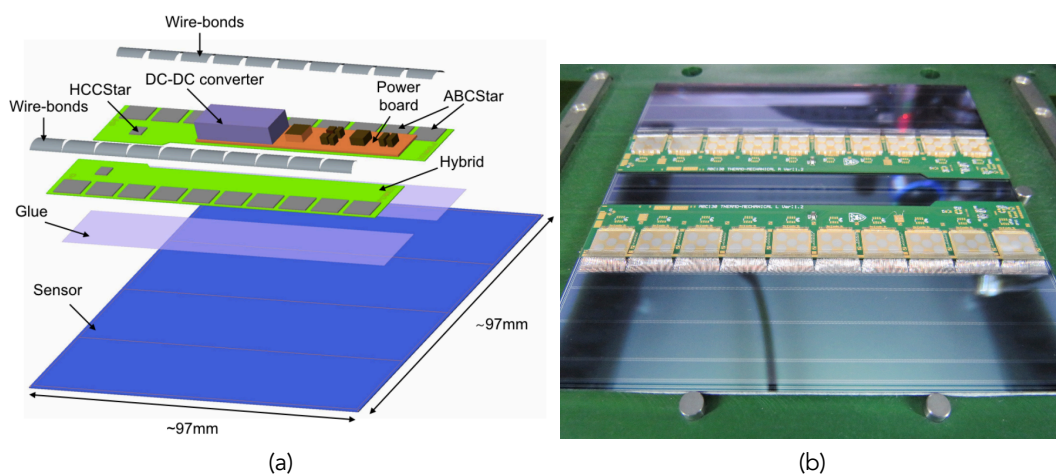 Wire-bonds
DC-DC converter
HCCStar
Power
board
ABCStar
Wire-bonds
Hybrid
Glue
Sensor
~97mm
~97mm
(a)
(b)